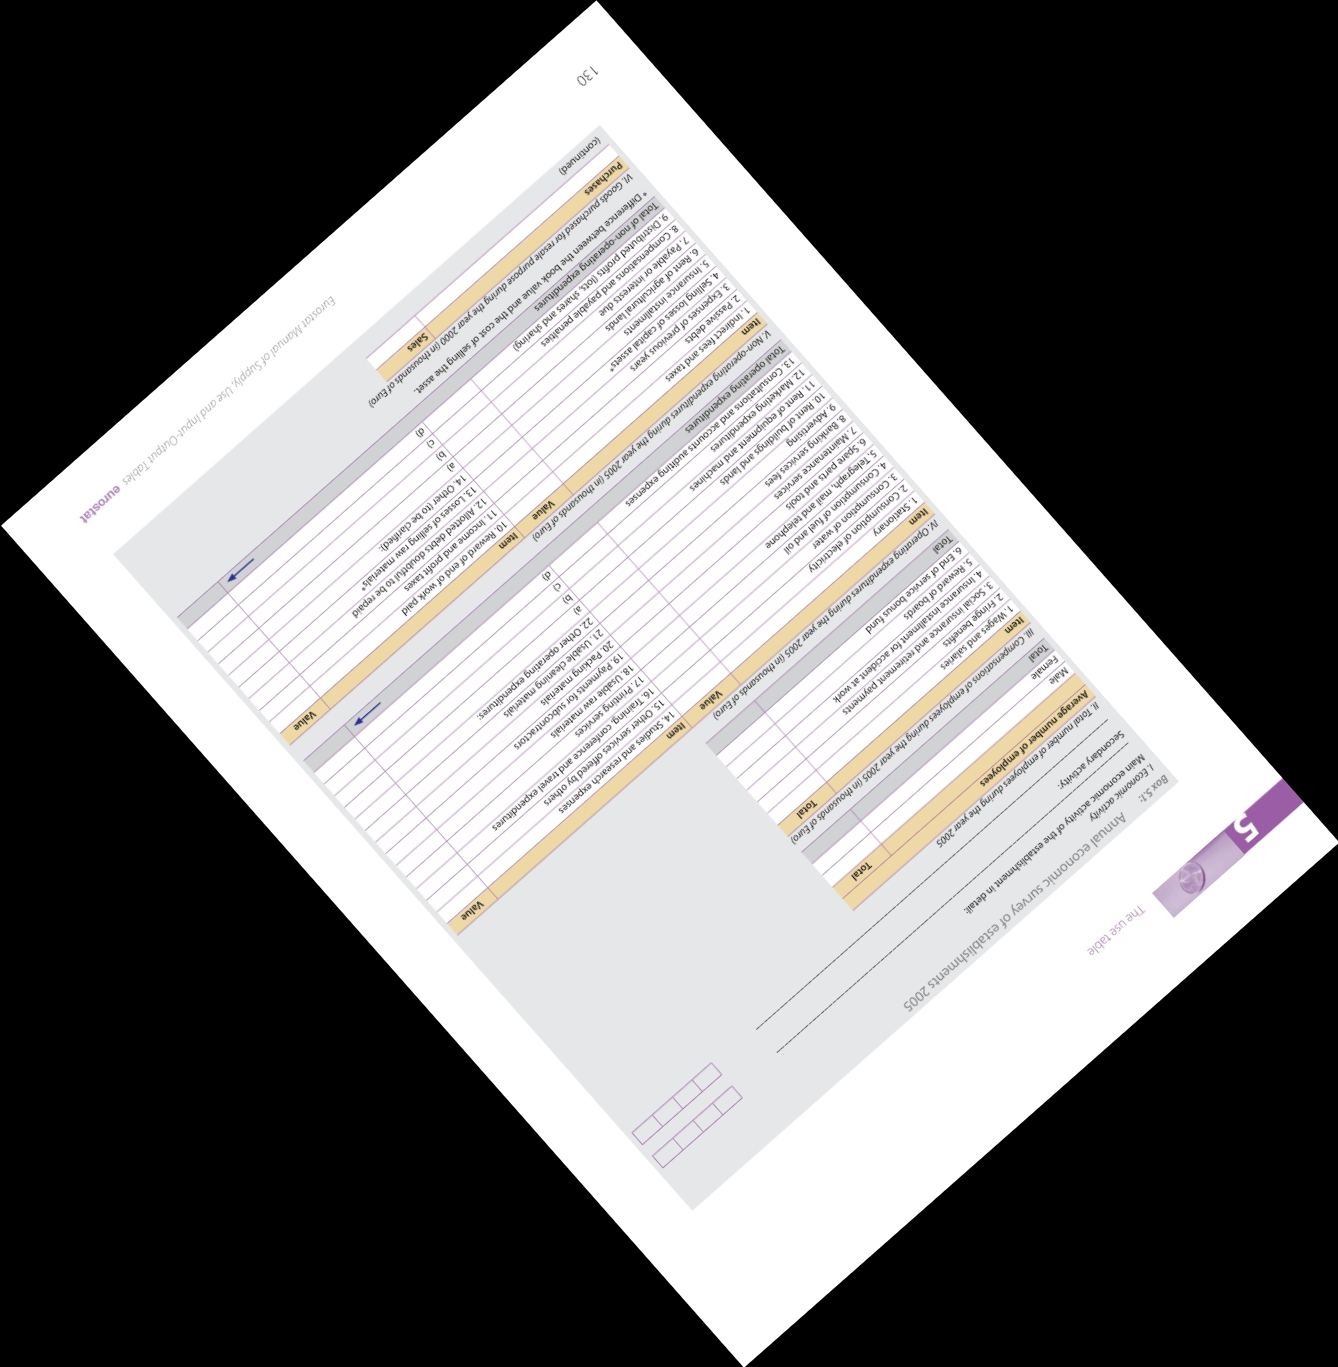 5
The use table
Box 5.1: Annual economic survey of establishments 2005
I. Economic activity
Main economic activity of the establishment in detail:
Secondary activity:
II. Total number of employees during the year 2005
Average number of employees Total
Male
Female
Total
III. Compensations of employees during the year 2005 (in thousands of Euro)
Item Total
1. Wages and salaries
2. Fringe benefits
3. Social insurance and retirement payments
4. Insurance installment for accident at work
5. Reward of boards
6. End of service bonus fund
Total
IV. Operating expenditures during the year 2005 (in thousands of Euro)
Item Value Item Value
1. Stationary 14. Studies and research expenses
2. Consumption of electricity 15. Other services offered by others
3. Consumption of water 16. Training, conference and travel expenditures
4. Consumption of fuel and oil 17. Printing services
5. Telegraph, mail and telephone 18. Usable raw materials
6. Spare parts and tools 19. Payments for subcontractors
7. Maintenance services 20. Packing materials
8. Banking services fees 21. Usable cleaning materials
9. Advertising 22. Other operating expenditures:
10. Rent of buildings and lands a)
11. Rent of equipment and machines b)
12. Marketing expenditures c)
13. Consultations and accounts auditing expenses d)
Total operating expenditures
V. Non-operating expenditures during the year 2005 (in thousands of Euro)
Item Value Item Value
1. Indirect fees and taxes 10. Reward of end of work paid
2. Passive debts 11. Income and profit taxes
3. Expenses of previous years 12. Allotted debts doubtful to be repaid
4. Selling losses of capital assets* 13. Losses of selling raw materials*
5. Insurance installments 14. Other (to be clarified):
6. Rent of agricultural lands a)
7. Payable interests due b)
8. Compensations and payable penalties c)
9. Distributed profits (lots, shares and sharing) d)
Total of non-operating expenditures
* Difference between the book value and the cost of selling the asset.
VI. Goods purchased for resale purpose during the year 2000 (in thousands of Euro)
Purchases Sales
(continued)
130
Eurostat Manual of Supply, Use and Input-Output Tables eurostat